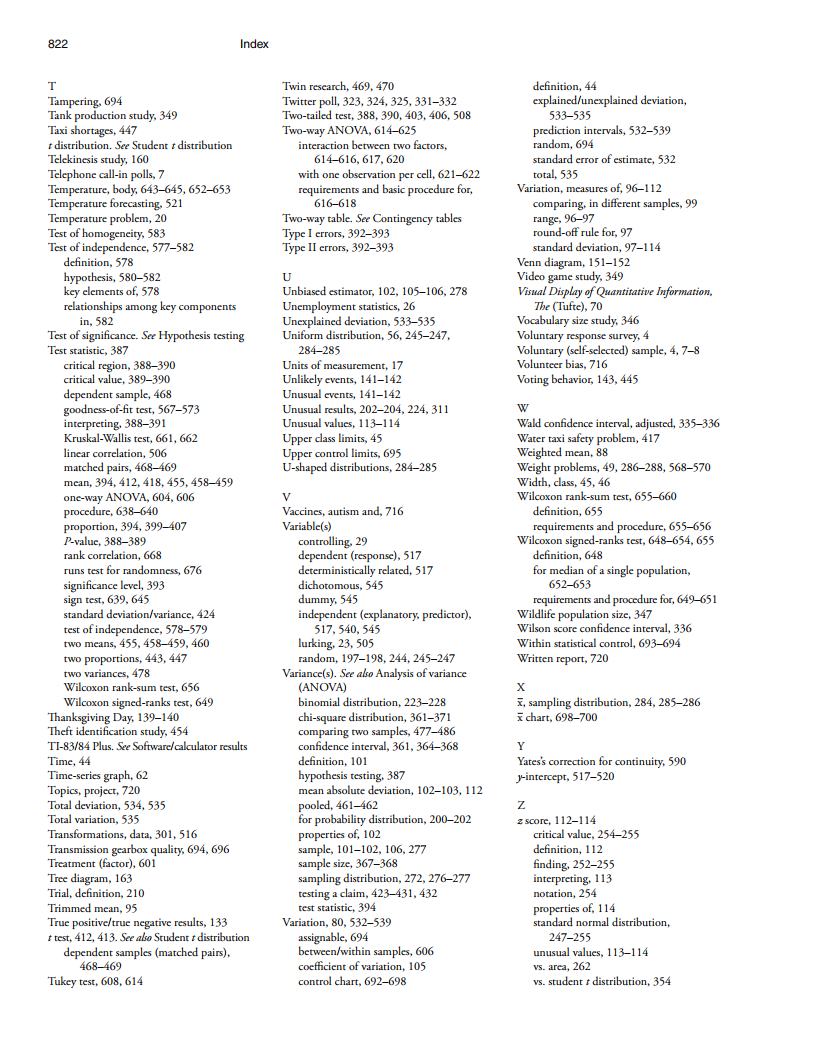 822 Index
T
Tampering, 694
Tank production study, 349
Taxi shortages, 447
t distribution. See Student t distribution
Telekinesis study, 160
Telephone call-in polls, 7
Temperature, body, 643–645, 652–653
Temperature forecasting, 521
Temperature problem, 20
Test of homogeneity, 583
Test of independence, 577–582
definition, 578
hypothesis, 580–582
key elements of, 578
relationships among key components
in, 582
Test of significance. See Hypothesis testing
Test statistic, 387
critical region, 388–390
critical value, 389–390
dependent sample, 468
goodness-of-fit test, 567–573
interpreting, 388–391
Kruskal-Wallis test, 661, 662
linear correlation, 506
matched pairs, 468–469
mean, 394, 412, 418, 455, 458–459
one-way ANOVA, 604, 606
procedure, 638–640
proportion, 394, 399–407
P-value, 388–389
rank correlation, 668
runs test for randomness, 676
significance level, 393
sign test, 639, 645
standard deviation/variance, 424
test of independence, 578–579
two means, 455, 458–459, 460
two proportions, 443, 447
two variances, 478
Wilcoxon rank-sum test, 656
Wilcoxon signed-ranks test, 649
Thanksgiving Day, 139–140
Theft identification study, 454
TI-83/84 Plus. See Software/calculator results
Time, 44
Time-series graph, 62
Topics, project, 720
Total deviation, 534, 535
Total variation, 535
Transformations, data, 301, 516
Transmission gearbox quality, 694, 696
Treatment (factor), 601
Tree diagram, 163
Trial, definition, 210
Trimmed mean, 95
True positive/true negative results, 133
t test, 412, 413. See also Student t distribution
dependent samples (matched pairs),
468–469
Tukey test, 608, 614
Twin research, 469, 470
Twitter poll, 323, 324, 325, 331–332
Two-tailed test, 388, 390, 403, 406, 508
Two-way ANOVA, 614–625
interaction between two factors,
614–616, 617, 620
with one observation per cell, 621–622
requirements and basic procedure for,
616–618
Two-way table. See Contingency tables
Type I errors, 392–393
Type II errors, 392–393
U
Unbiased estimator, 102, 105–106, 278
Unemployment statistics, 26
Unexplained deviation, 533–535
Uniform distribution, 56, 245–247,
284–285
Units of measurement, 17
Unlikely events, 141–142
Unusual events, 141–142
Unusual results, 202–204, 224, 311
Unusual values, 113–114
Upper class limits, 45
Upper control limits, 695
U-shaped distributions, 284–285
V
Vaccines, autism and, 716
Variable(s)
controlling, 29
dependent (response), 517
deterministically related, 517
dichotomous, 545
dummy, 545
independent (explanatory, predictor),
517, 540, 545
lurking, 23, 505
random, 197–198, 244, 245–247
Variance(s). See also Analysis of variance
(ANOVA)
binomial distribution, 223–228
chi-square distribution, 361–371
comparing two samples, 477–486
confidence interval, 361, 364–368
definition, 101
hypothesis testing, 387
mean absolute deviation, 102–103, 112
pooled, 461–462
for probability distribution, 200–202
properties of, 102
sample, 101–102, 106, 277
sample size, 367–368
sampling distribution, 272, 276–277
testing a claim, 423–431, 432
test statistic, 394
Variation, 80, 532–539
assignable, 694
between/within samples, 606
coefficient of variation, 105
control chart, 692–698
definition, 44
explained/unexplained deviation,
533–535
prediction intervals, 532–539
random, 694
standard error of estimate, 532
total, 535
Variation, measures of, 96–112
comparing, in different samples, 99
range, 96–97
round-off rule for, 97
standard deviation, 97–114
Venn diagram, 151–152
Video game study, 349
Visual Display of Quantitative Information,
The (Tufte), 70
Vocabulary size study, 346
Voluntary response survey, 4
Voluntary (self-selected) sample, 4, 7–8
Volunteer bias, 716
Voting behavior, 143, 445
W
Wald confidence interval, adjusted, 335–336
Water taxi safety problem, 417
Weighted mean, 88
Weight problems, 49, 286–288, 568–570
Width, class, 45, 46
Wilcoxon rank-sum test, 655–660
definition, 655
requirements and procedure, 655–656
Wilcoxon signed-ranks test, 648–654, 655
definition, 648
for median of a single population,
652–653
requirements and procedure for, 649–651
Wildlife population size, 347
Wilson score confidence interval, 336
Within statistical control, 693–694
Written report, 720
X
x̅, sampling distribution, 284, 285–286
x̅ chart, 698–700
Y
Yates's correction for continuity, 590
y-intercept, 517–520
Z
z score, 112–114
critical value, 254–255
definition, 112
finding, 252–255
interpreting, 113
notation, 254
properties of, 114
standard normal distribution,
247–255
unusual values, 113–114
vs. area, 262
vs. student t distribution, 354